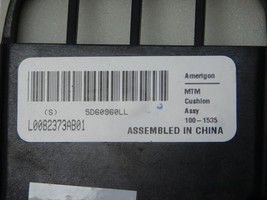 Amerigon
MTM
Cushion
Assy
100-1535
(S) 5D60960LL
L0082373AB01
ASSEMBLED IN CHINA